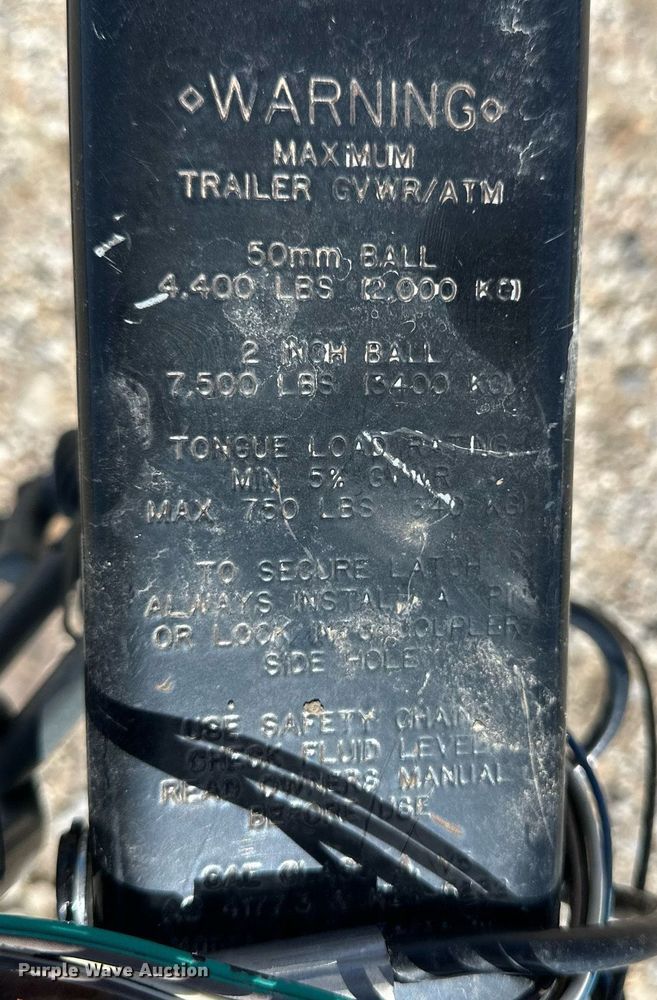 WARNING
MAXIMUM
TRAILER GVWR/ATM
50mm BALL
4,400 LBS (2,000 KG)
2 INCH BALL
7,500 LBS (3400 KG)
TONGUE LOAD RATING
MIN 5% GVWR
MAX 750 LBS (340 KG)
TO SECURE LATCH
ALWAYS INSTALL A PIN
OR LOCK INTO COUPLER
SIDE HOLE
USE SAFETY CHAINS
CHECK FLUID LEVEL
READ OWNERS MANUAL
BEFORE USE
SAE
Purple Wave Auction